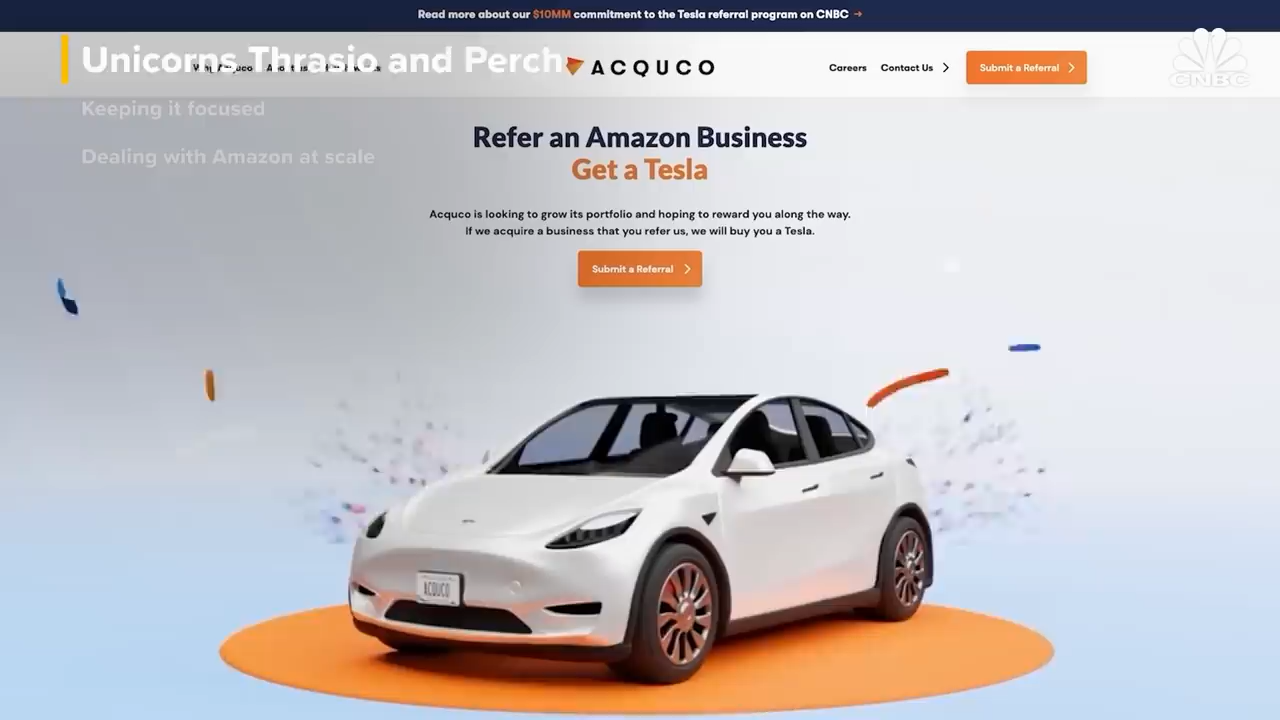 Read more about our $10MM commitment to the Tesla referral program on CNBC →
Unicorns Thrasio and Perch
ACQUCO
Careers
Contact Us
Submit a Referral
CNBC
Keeping it focused
Dealing with Amazon at scale
Refer an Amazon Business
Get a Tesla
Acquco is looking to grow its portfolio and hoping to reward you along the way.
If we acquire a business that you refer us, we will buy you a Tesla.
Submit a Referral
ACQUCO